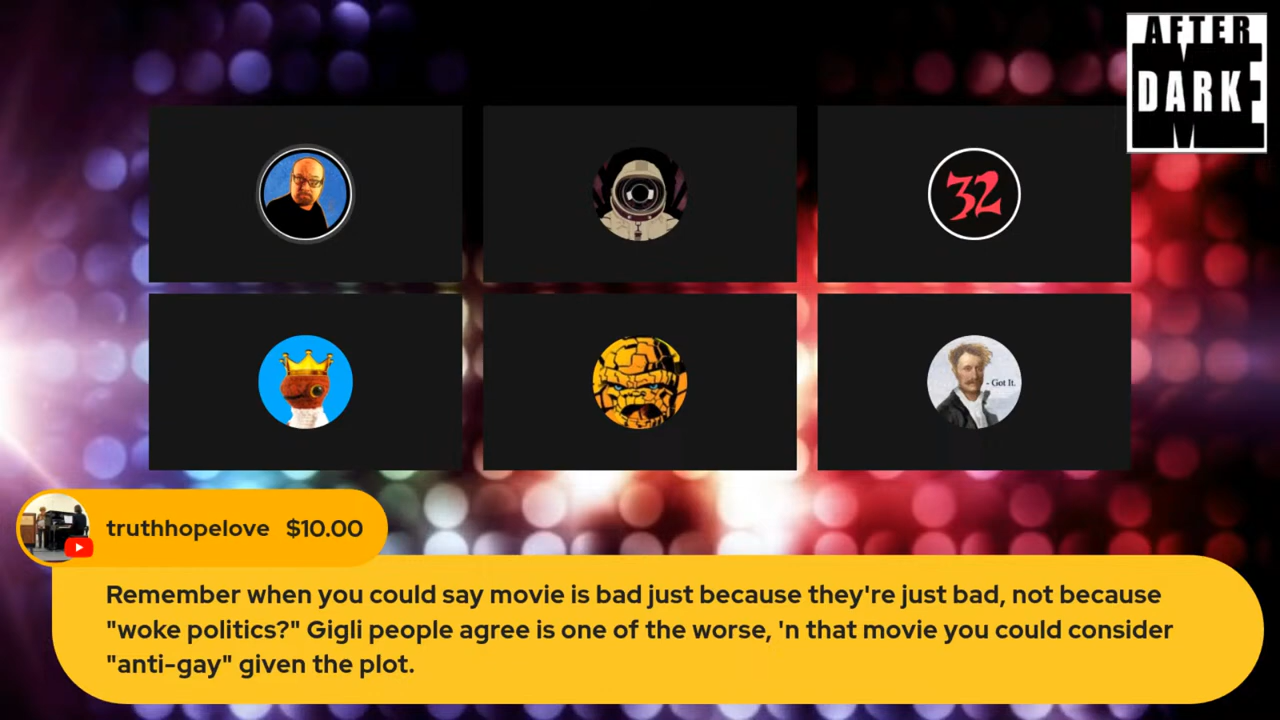 AFTER
ME
DARK
32
- Got It.
truthhopelove $10.00
Remember when you could say movie is bad just because they're just bad, not because
"woke politics?" Gigli people agree is one of the worse, 'n that movie you could consider
"anti-gay" given the plot.